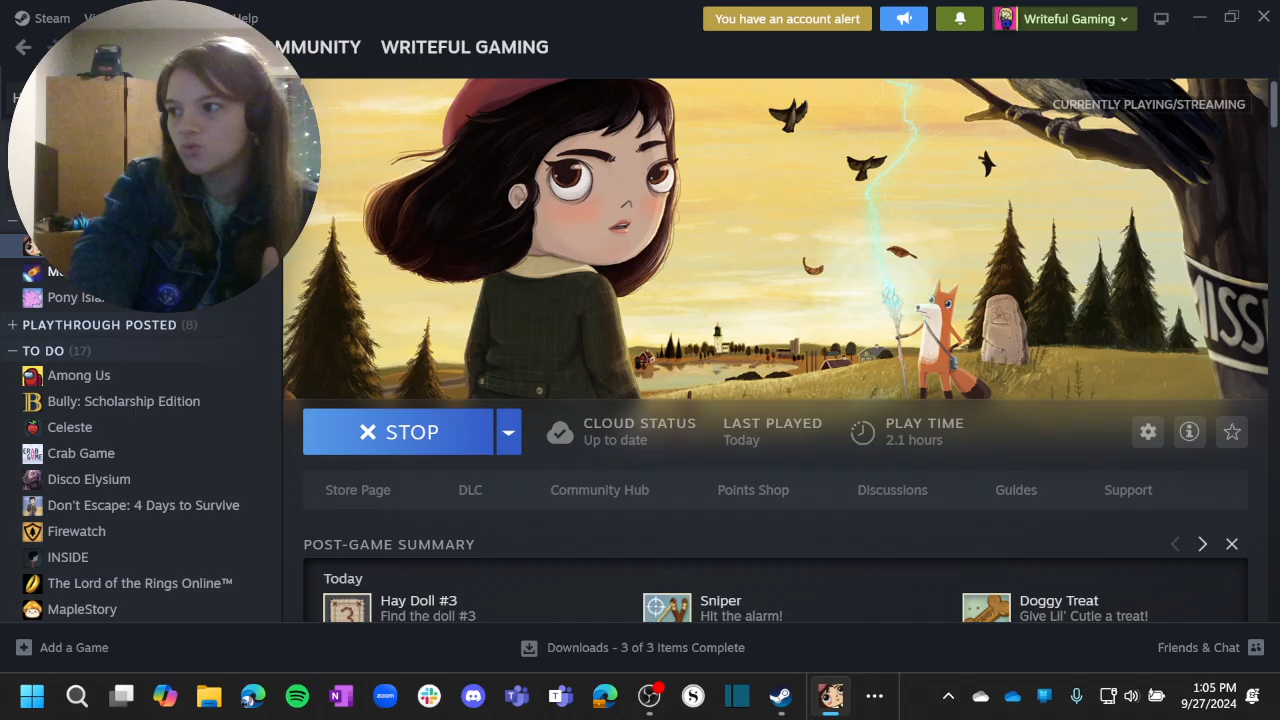 Steam
Help
You have an account alert
Writeful Gaming
MMUNITY
WRITEFUL GAMING
CURRENTLY PLAYING/STREAMING
MISS
Pony Isla
+ PLAYTHROUGH POSTED (8)
– TO DO (17)
Among Us
Bully: Scholarship Edition
Celeste
Crab Game
Disco Elysium
Don't Escape: 4 Days to Survive
Firewatch
INSIDE
The Lord of the Rings Online™
MapleStory
STOP
CLOUD STATUS
Up to date
LAST PLAYED
Today
PLAY TIME
2.1 hours
Store Page
DLC
Community Hub
Points Shop
Discussions
Guides
Support
POST-GAME SUMMARY
Today
Hay Doll #3
Find the doll #3
Sniper
Hit the alarm!
Doggy Treat
Give Lil' Cutie a treat!
Add a Game
Downloads - 3 of 3 Items Complete
Friends & Chat
zoom
1:05 PM
9/27/2024